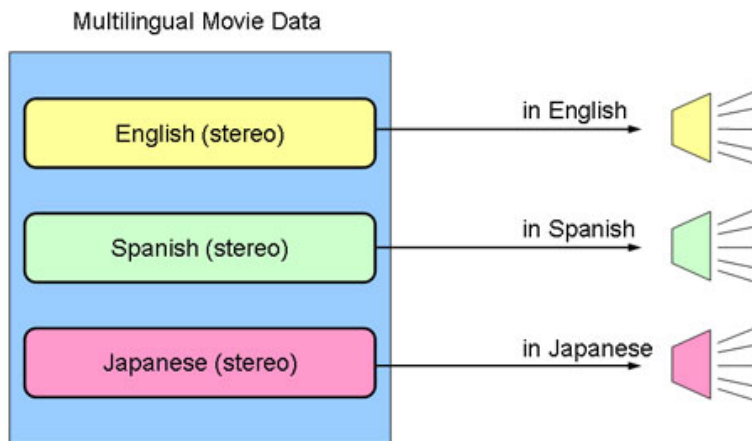 Multilingual Movie Data
English (stereo)
in English
Spanish (stereo)
in Spanish
Japanese (stereo)
in Japanese